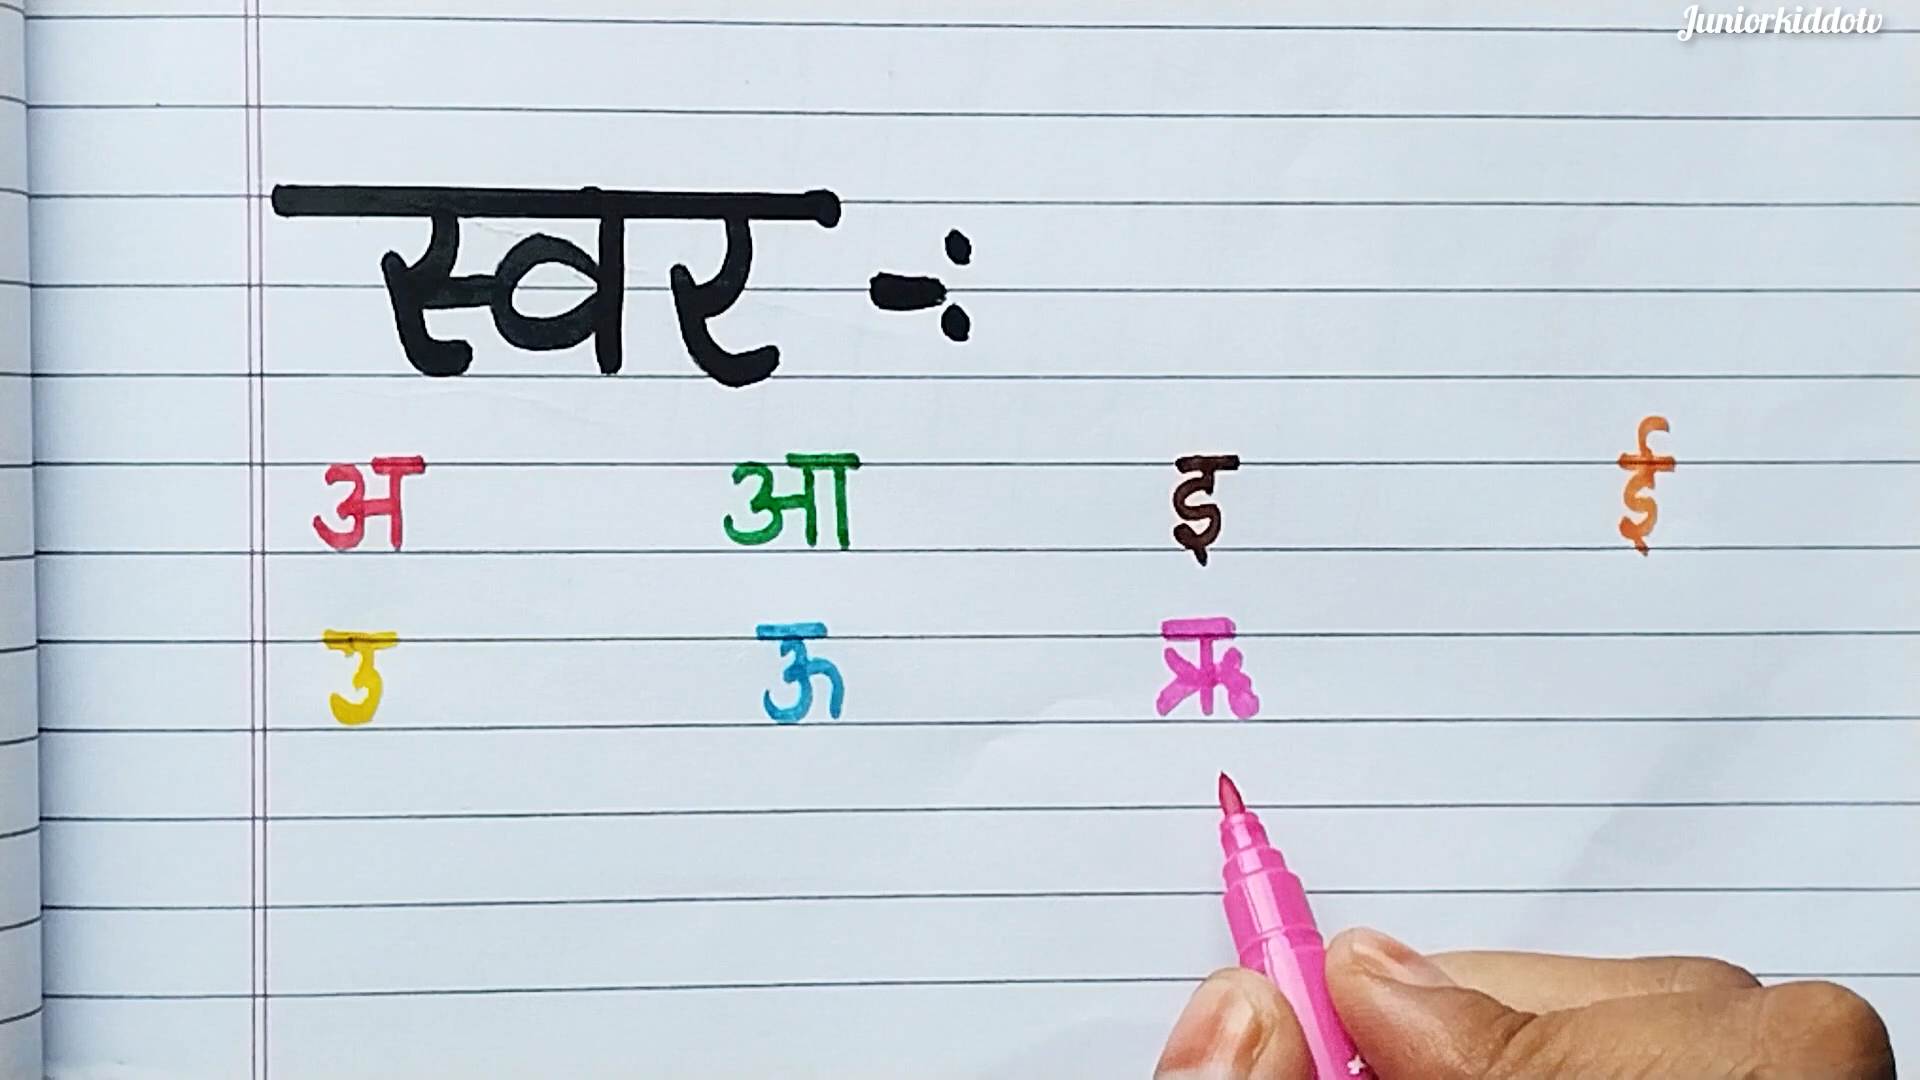 Juniorkiddotv
स्वर -:
अ आ इ ई
उ ऊ ऋ